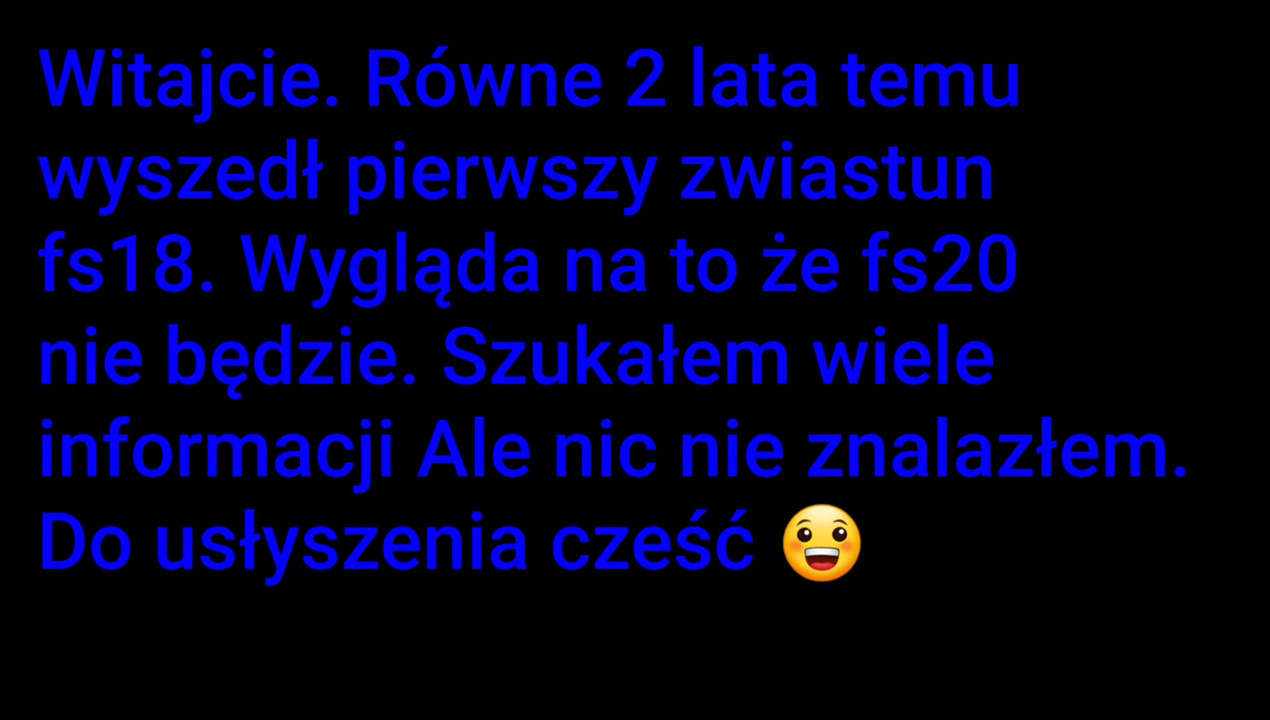 Witajcie. Równe 2 lata temu
wyszedł pierwszy zwiastun
fs18. Wygląda na to że fs20
nie będzie. Szukałem wiele
informacji Ale nic nie znalazłem.
Do usłyszenia cześć 😀